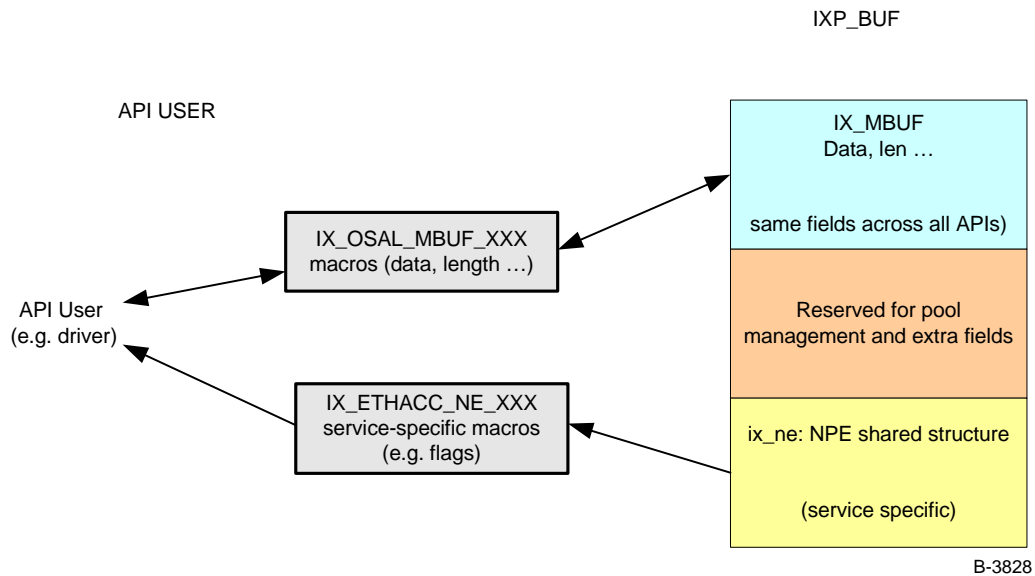 IXP_BUF
API USER
IX_MBUF
Data, len …
same fields across all APIs)
IX_OSAL_MBUF_XXX
macros (data, length …)
API User
(e.g. driver)
Reserved for pool
management and extra fields
IX_ETHACC_NE_XXX
service-specific macros
(e.g. flags)
ix_ne: NPE shared structure
(service specific)
B-3828